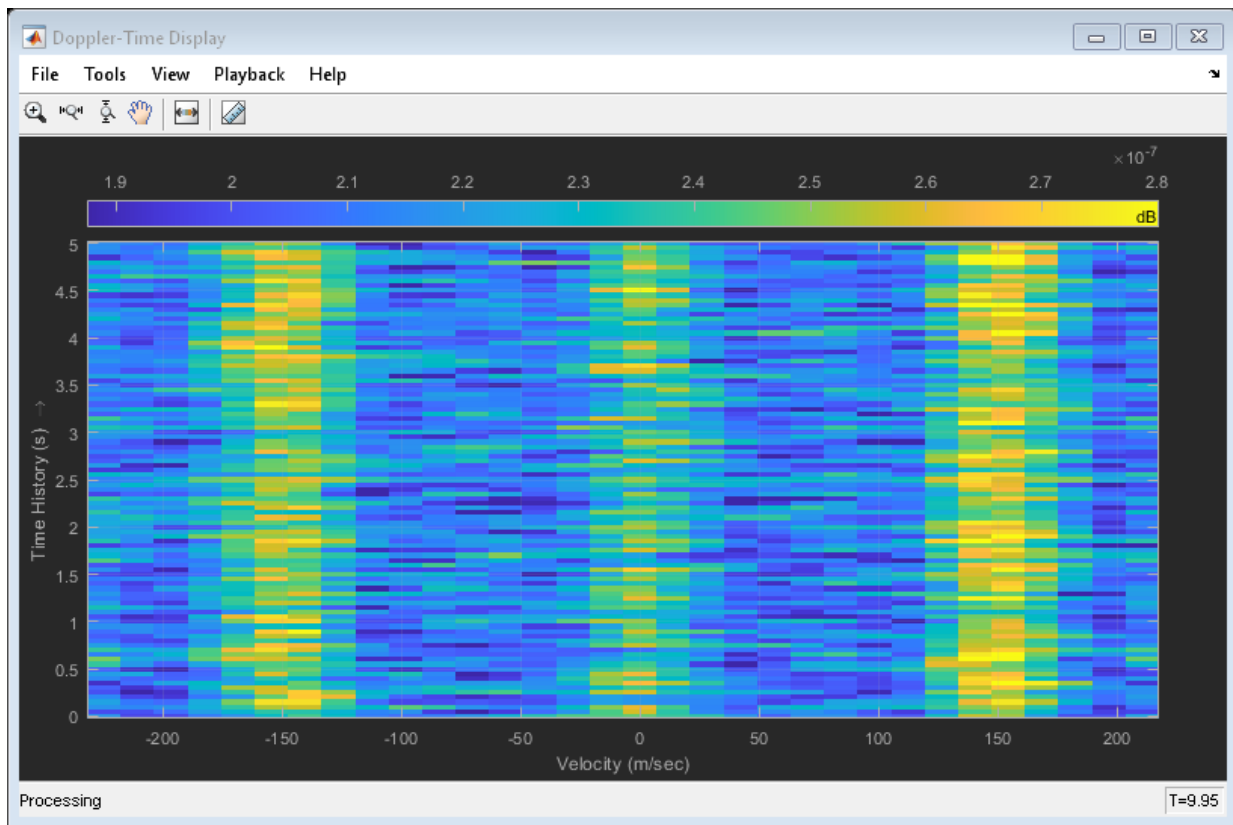 Doppler-Time Display
File Tools View Playback Help
×10-7
1.9 2 2.1 2.2 2.3 2.4 2.5 2.6 2.7 2.8
dB
5
4.5
4
3.5
3
2.5
2
1.5
1
0.5
0
Time History (s) →
-200 -150 -100 -50 0 50 100 150 200
Velocity (m/sec)
Processing T=9.95